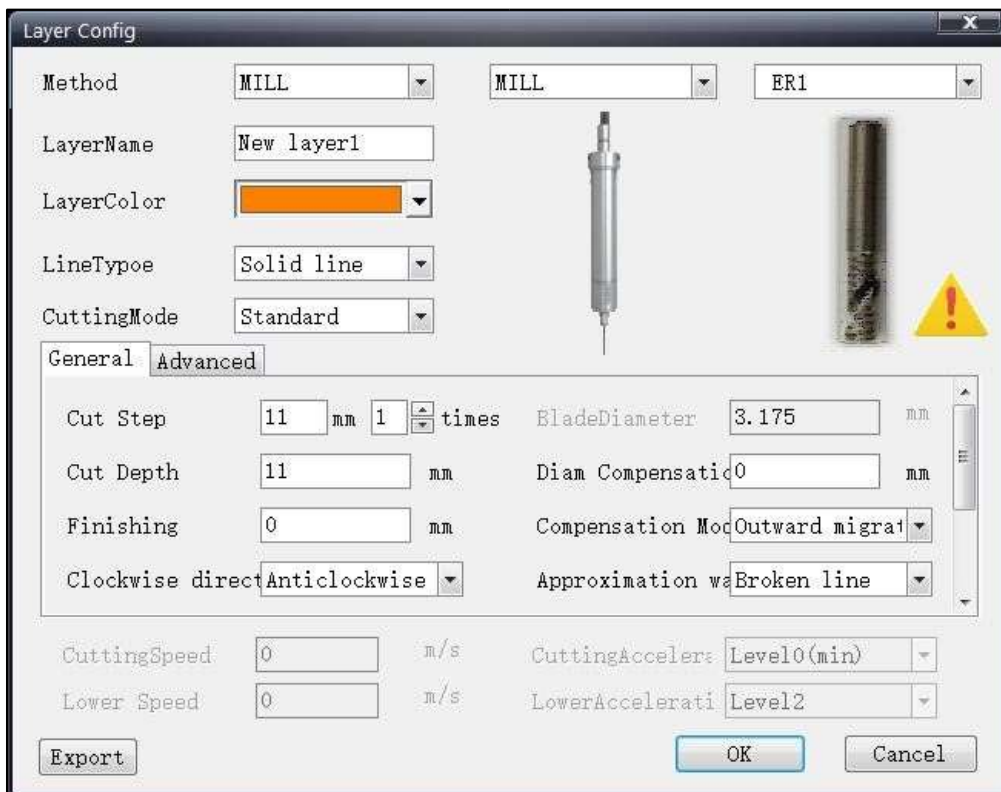 Layer Config X
Method MILL MILL ER1
LayerName New layer1
LayerColor
LineTypoe Solid line
CuttingMode Standard
General Advanced
Cut Step 11 mm 1 times BladeDiameter 3.175 mm
Cut Depth 11 mm Diam Compensatic 0 mm
Finishing 0 mm Compensation Mod Outward migrat
Clockwise direct Anticlockwise Approximation wa Broken line
CuttingSpeed 0 m/s CuttingAccelera Level0(min)
Lower Speed 0 m/s LowerAccelerati Level2
Export OK Cancel